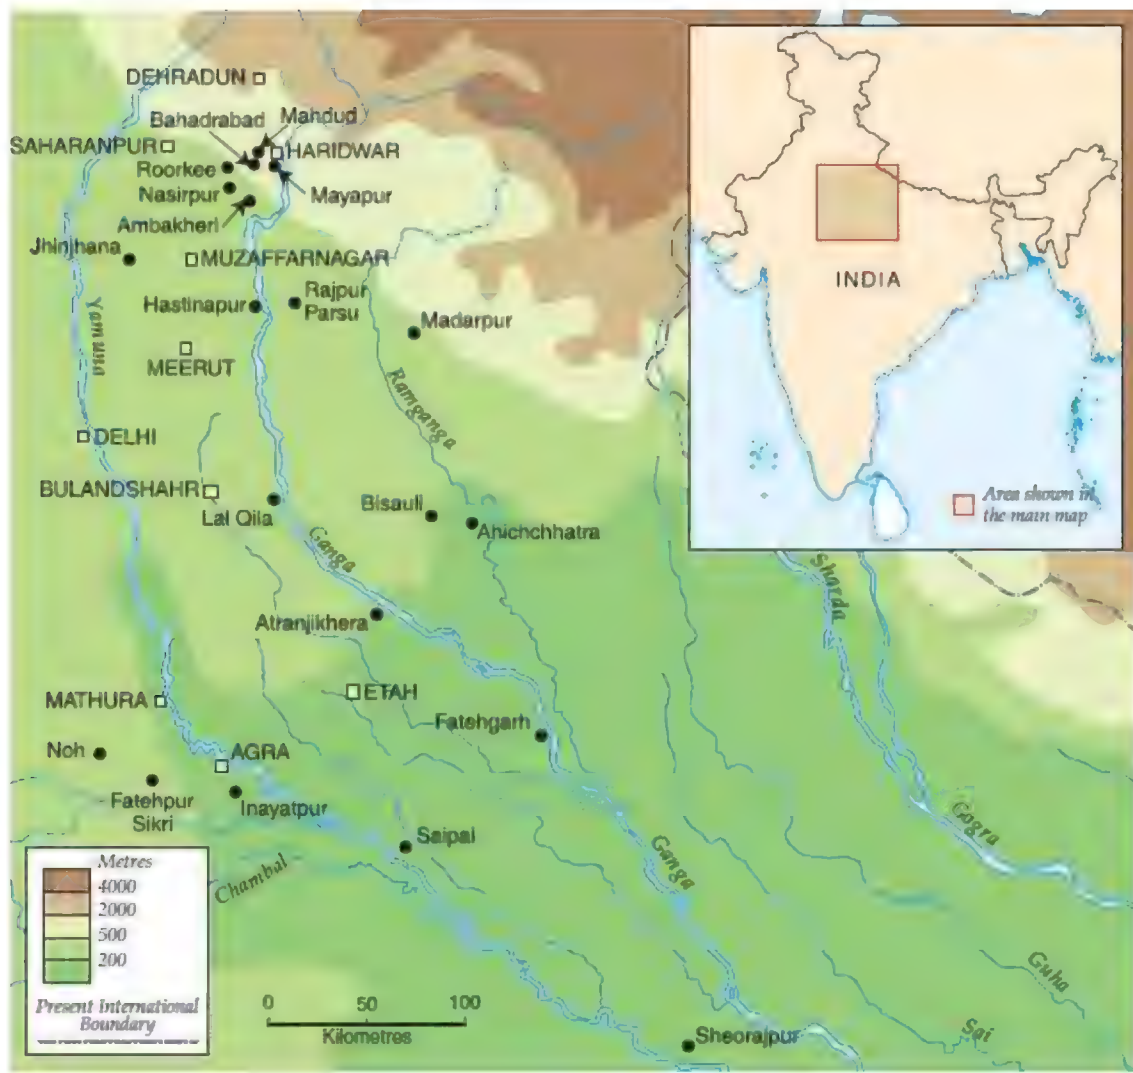 DEHRADUN
Bahadrabad
Mahdud
SAHARANPUR
HARIDWAR
Roorkee
Mayapur
Nasirpur
Ambakheri
Jhinjhana
MUZAFFARNAGAR
Hastinapur
Rajpur
Parsu
Madarpur
Yamuna
MEERUT
Ramganga
DELHI
BULANDSHAHR
Lal Qila
Bisauli
Ahichchhatra
Ganga
Atranjikhera
Sharda
MATHURA
ETAH
Fatehgarh
Noh
AGRA
Fatehpur
Sikri
Inayatpur
Saipal
Ganga
Gogra
Chambal
Guha
Sai
Sheorajpur
INDIA
Area shown in
the main map
Metres
4000
2000
500
200
Present International
Boundary
0 50 100
Kilometres